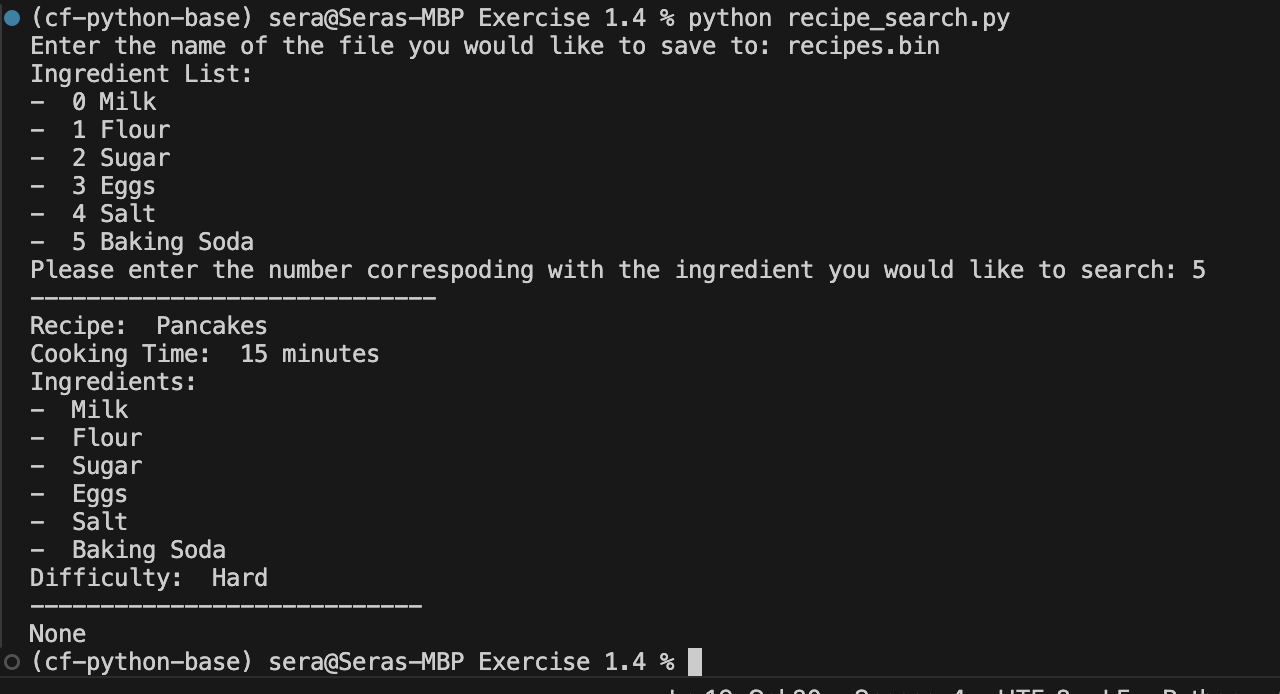 (cf-python-base) sera@Seras-MBP Exercise 1.4 % python recipe_search.py
Enter the name of the file you would like to save to: recipes.bin
Ingredient List:
-  0 Milk
-  1 Flour
-  2 Sugar
-  3 Eggs
-  4 Salt
-  5 Baking Soda
Please enter the number correspoding with the ingredient you would like to search: 5
-----------------------------
Recipe:  Pancakes
Cooking Time:  15 minutes
Ingredients:
-  Milk
-  Flour
-  Sugar
-  Eggs
-  Salt
-  Baking Soda
Difficulty:  Hard
----------------------------
None
(cf-python-base) sera@Seras-MBP Exercise 1.4 %